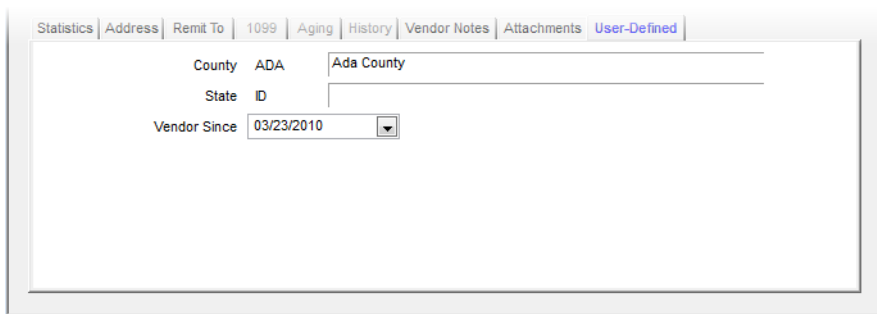 Statistics Address Remit To 1099 Aging History Vendor Notes Attachments User-Defined
County ADA Ada County
State ID
Vendor Since 03/23/2010